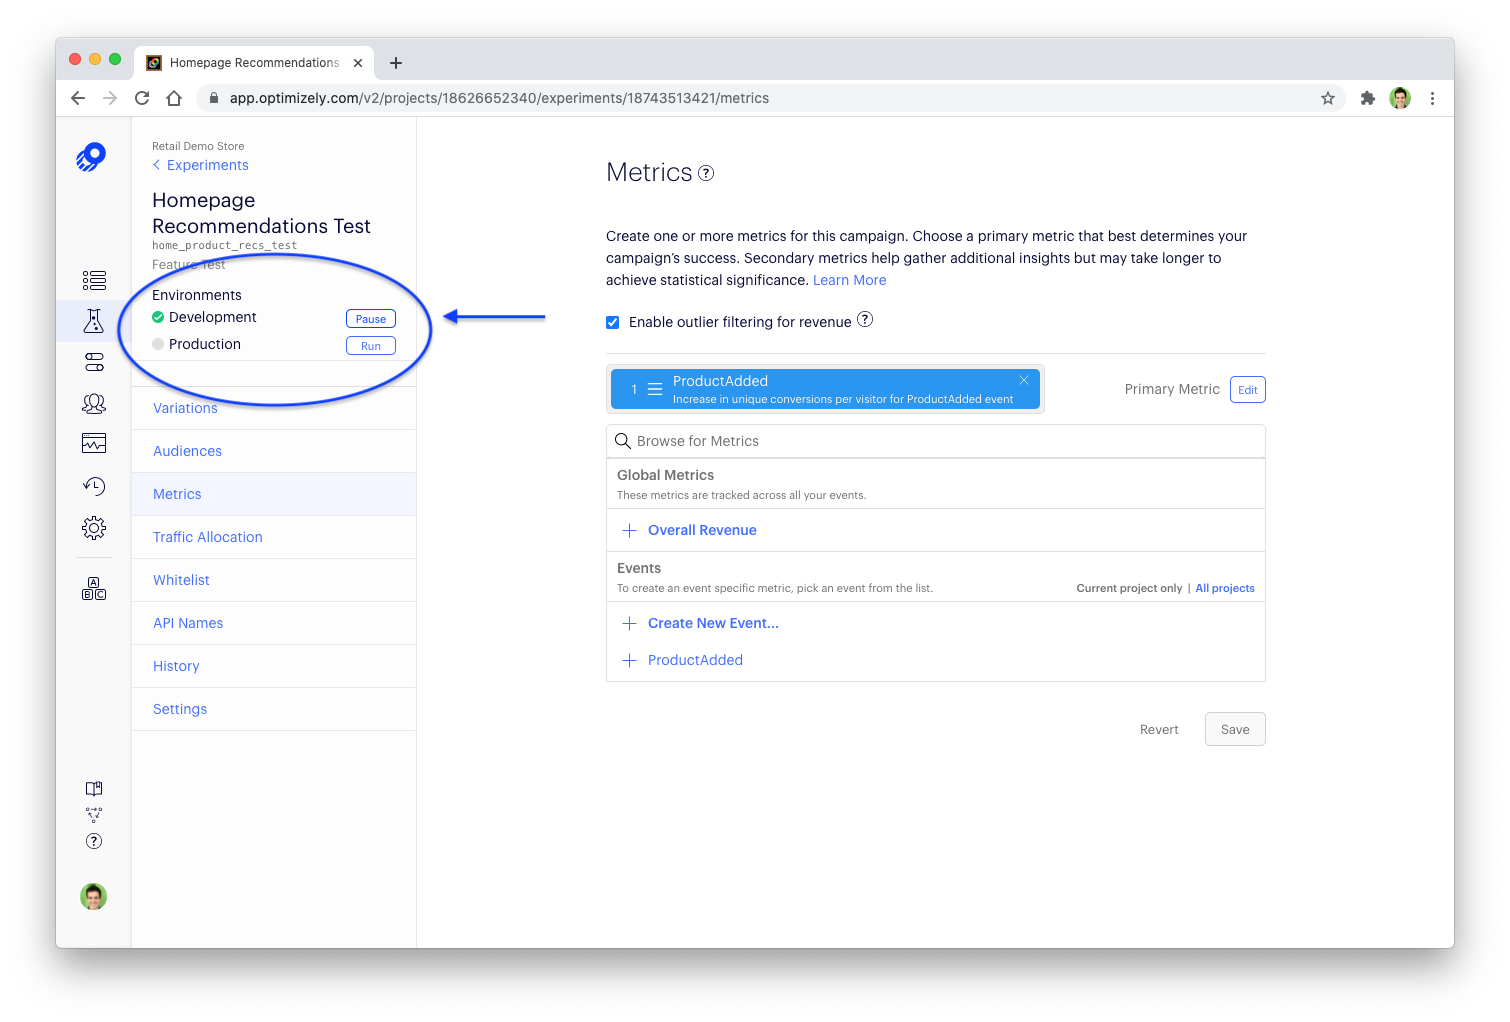 Homepage Recommendations
app.optimizely.com/v2/projects/18626652340/experiments/18743513421/metrics
Retail Demo Store
Experiments
Homepage
Recommendations Test
home_product_recs_test
Feature Test
Environments
Development
Pause
Production
Run
Variations
Audiences
Metrics
Traffic Allocation
Whitelist
API Names
History
Settings
A
B C
Metrics ?
Create one or more metrics for this campaign. Choose a primary metric that best determines your
campaign's success. Secondary metrics help gather additional insights but may take longer to
achieve statistical significance. Learn More
Enable outlier filtering for revenue ?
1
ProductAdded
Increase in unique conversions per visitor for ProductAdded event
Primary Metric
Edit
Browse for Metrics
Global Metrics
These metrics are tracked across all your events.
Overall Revenue
Events
To create an event specific metric, pick an event from the list.
Current project only | All projects
Create New Event...
ProductAdded
Revert
Save
?